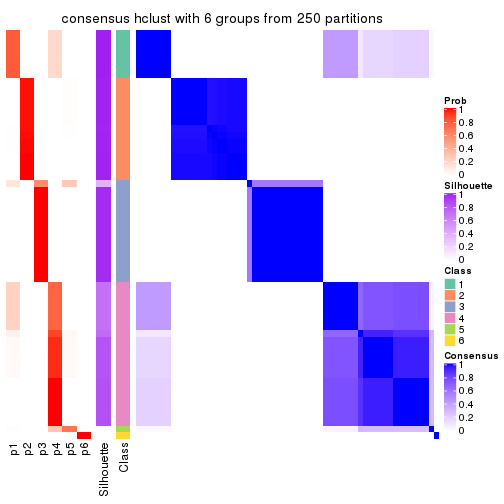 consensus hclust with 6 groups from 250 partitions
Prob
1
0.8
0.6
0.4
0.2
0
Silhouette
1
0.8
0.6
0.4
0.2
0
Class
1
2
3
4
5
6
Consensus
1
0.8
0.6
0.4
0.2
0
p1
p2
p3
p4
p5
p6
Silhouette
Class